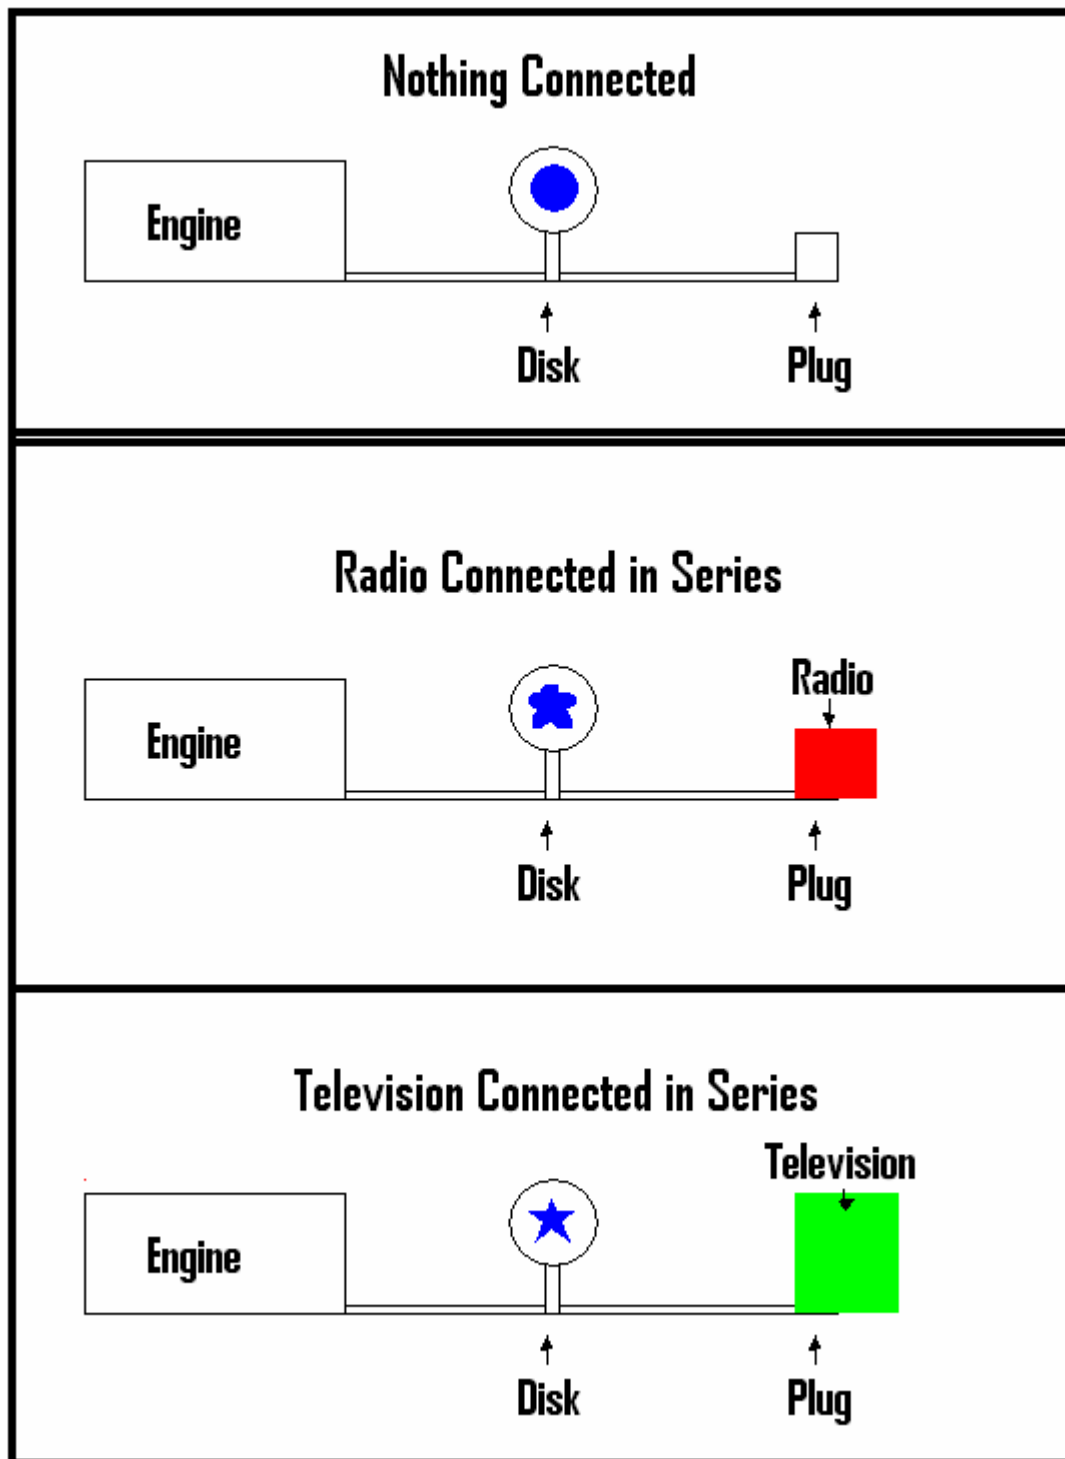 Nothing Connected
Engine
Disk
Plug
Radio Connected in Series
Radio
Engine
Disk
Plug
Television Connected in Series
Television
Engine
Disk
Plug